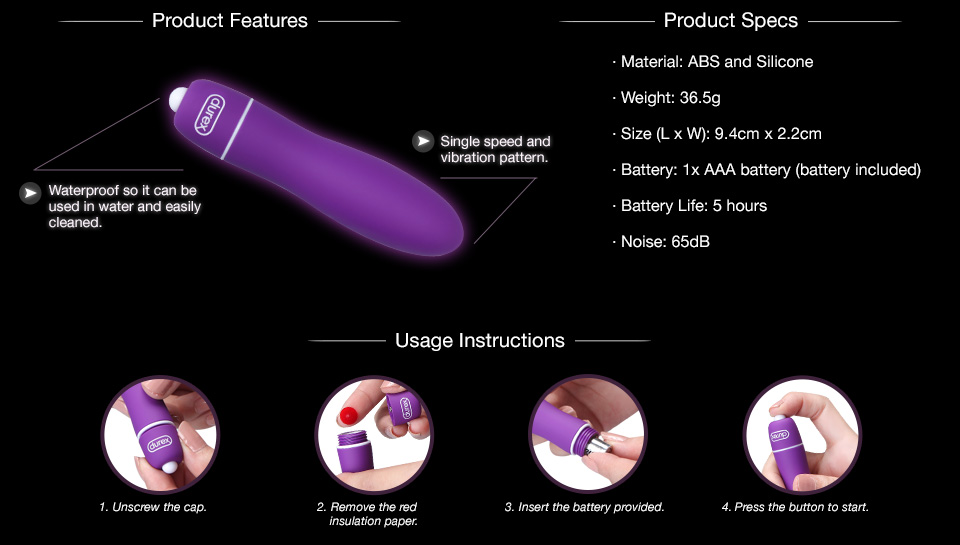 Product Features
durex
Waterproof so it can be
used in water and easily
cleaned.
Single speed and
vibration pattern.
Product Specs
· Material: ABS and Silicone
· Weight: 36.5g
· Size (L x W): 9.4cm x 2.2cm
· Battery: 1x AAA battery (battery included)
· Battery Life: 5 hours
· Noise: 65dB
Usage Instructions
durex
durex
durex
1. Unscrew the cap.
2. Remove the red
insulation paper.
3. Insert the battery provided.
4. Press the button to start.